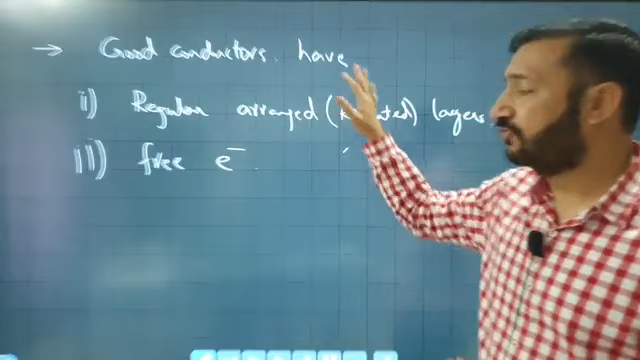 → Good conductors have
i) Regular arranged ( layers
ii) free e⁻